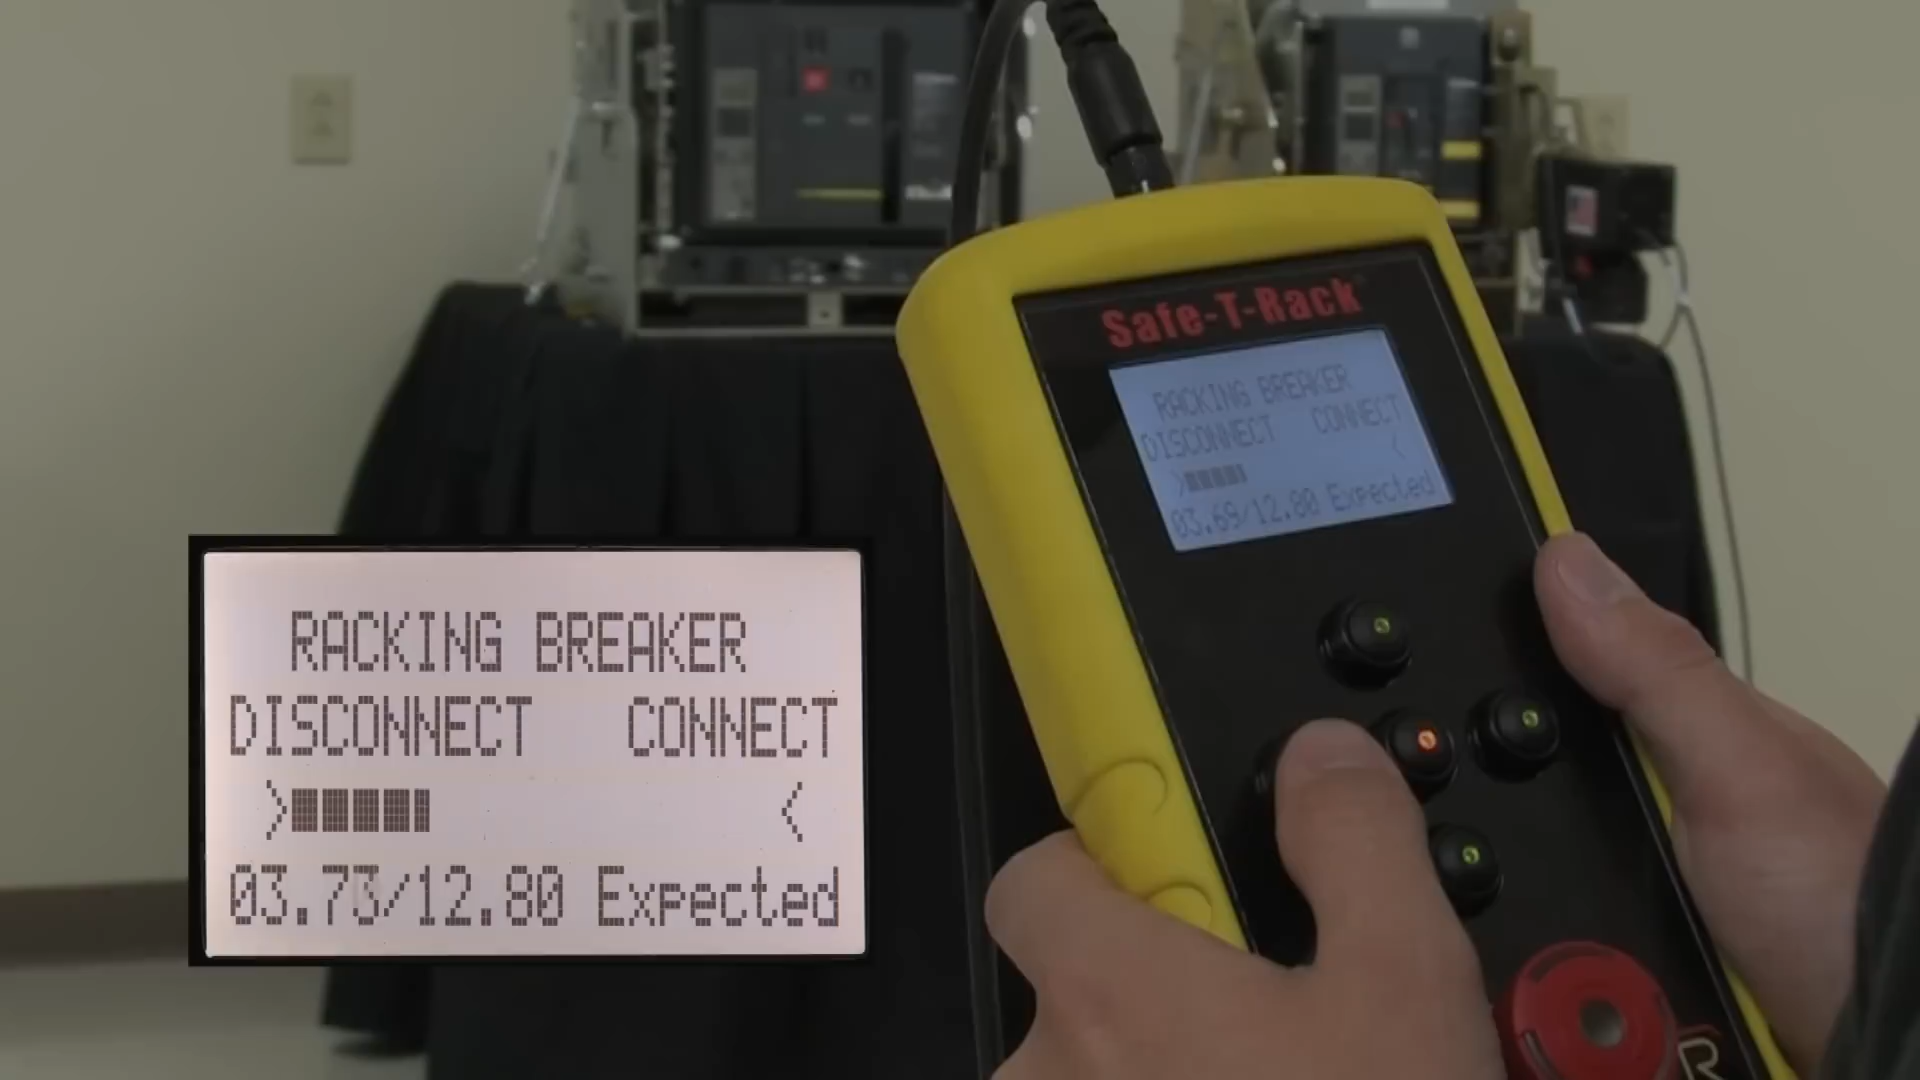 Safe-T-Rack
RACKING BREAKER
DISCONNECT CONNECT
> <
03.69/12.80 Expected
RACKING BREAKER
DISCONNECT CONNECT
> <
03.73/12.80 Expected
R